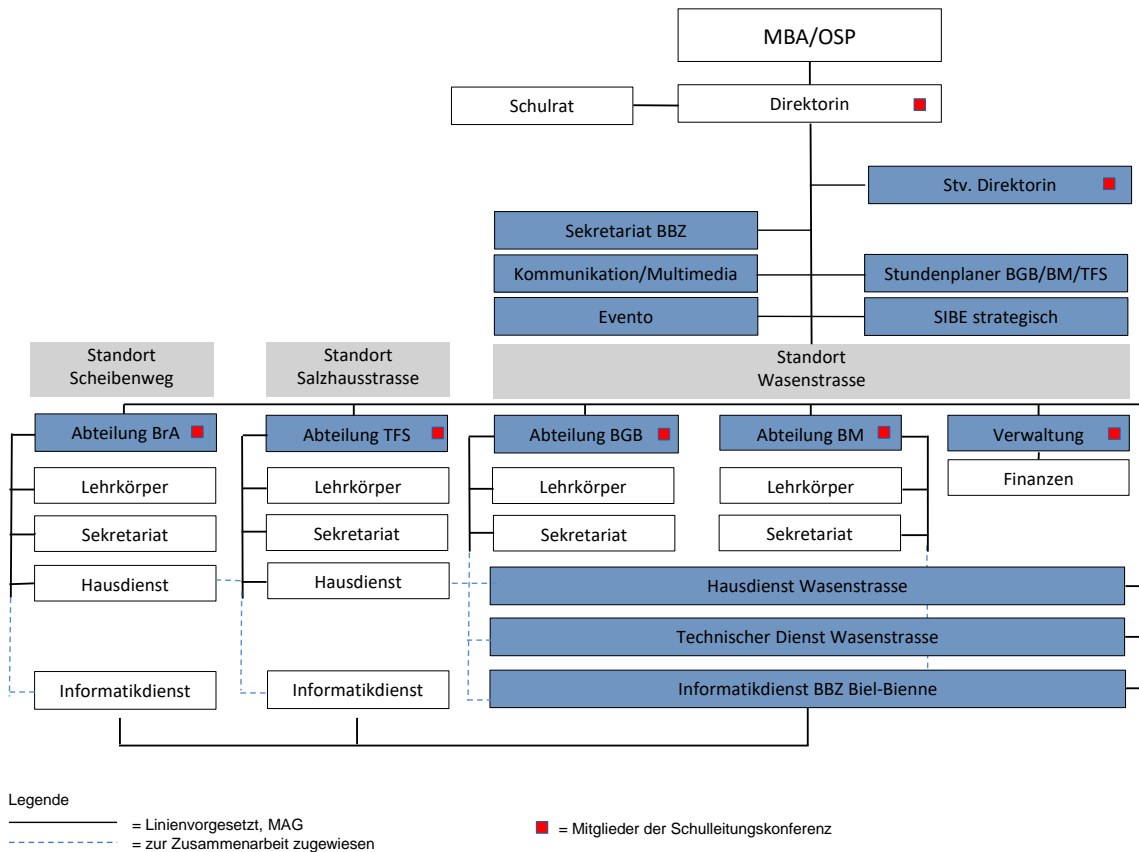 MBA/OSP
Schulrat
Direktorin
Stv. Direktorin
Sekretariat BBZ
Kommunikation/Multimedia
Stundenplaner BGB/BM/TFS
Evento
SIBE strategisch
Standort
Scheibenweg
Standort
Salzhausstrasse
Standort
Wasenstrasse
Abteilung BrA
Abteilung TFS
Abteilung BGB
Abteilung BM
Verwaltung
Lehrkörper
Lehrkörper
Lehrkörper
Lehrkörper
Finanzen
Sekretariat
Sekretariat
Sekretariat
Sekretariat
Hausdienst
Hausdienst
Hausdienst Wasenstrasse
Technischer Dienst Wasenstrasse
Informatikdienst
Informatikdienst
Informatikdienst BBZ Biel-Bienne
Legende
= Linienvorgesetzt, MAG
= zur Zusammenarbeit zugewiesen
= Mitglieder der Schulleitungskonferenz